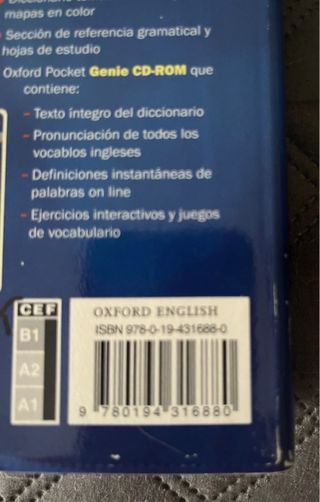 mapas en color
Sección de referencia gramatical y
hojas de estudio
Oxford Pocket Genie CD-ROM que
contiene:
- Texto íntegro del diccionario
- Pronunciación de todos los
vocablos ingleses
- Definiciones instantáneas de
palabras on line
- Ejercicios interactivos y juegos
de vocabulario
CEF
B1
A2
A1
OXFORD ENGLISH
ISBN 978-0-19-431688-0
9 780194 316880